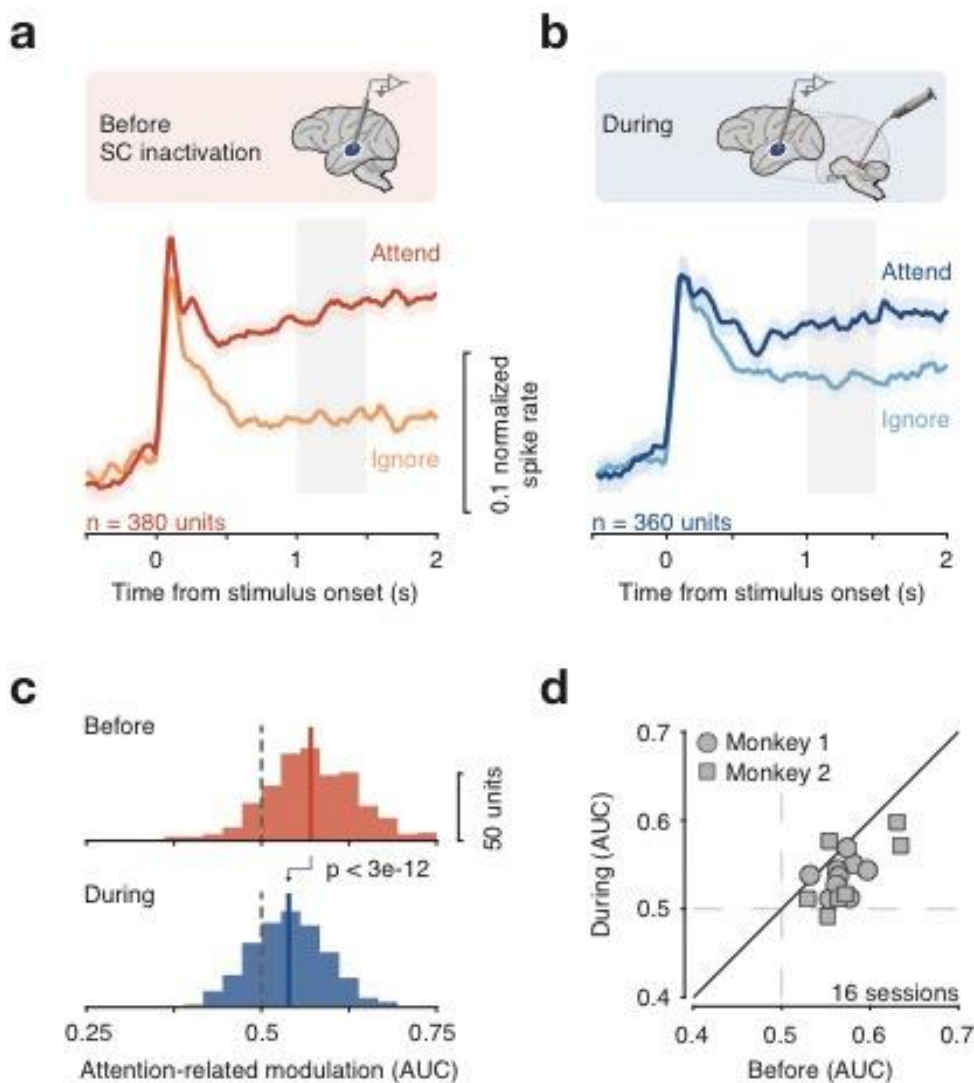 a
Before
SC inactivation
Attend
Ignore
0.1 normalized
spike rate
n = 380 units
0
1
2
Time from stimulus onset (s)
b
During
Attend
Ignore
n = 360 units
0
1
2
Time from stimulus onset (s)
c
Before
50 units
p < 3e-12
During
0.25
0.5
0.75
Attention-related modulation (AUC)
d
0.7
Monkey 1
Monkey 2
0.6
During (AUC)
0.5
0.4
16 sessions
0.4
0.5
0.6
0.7
Before (AUC)